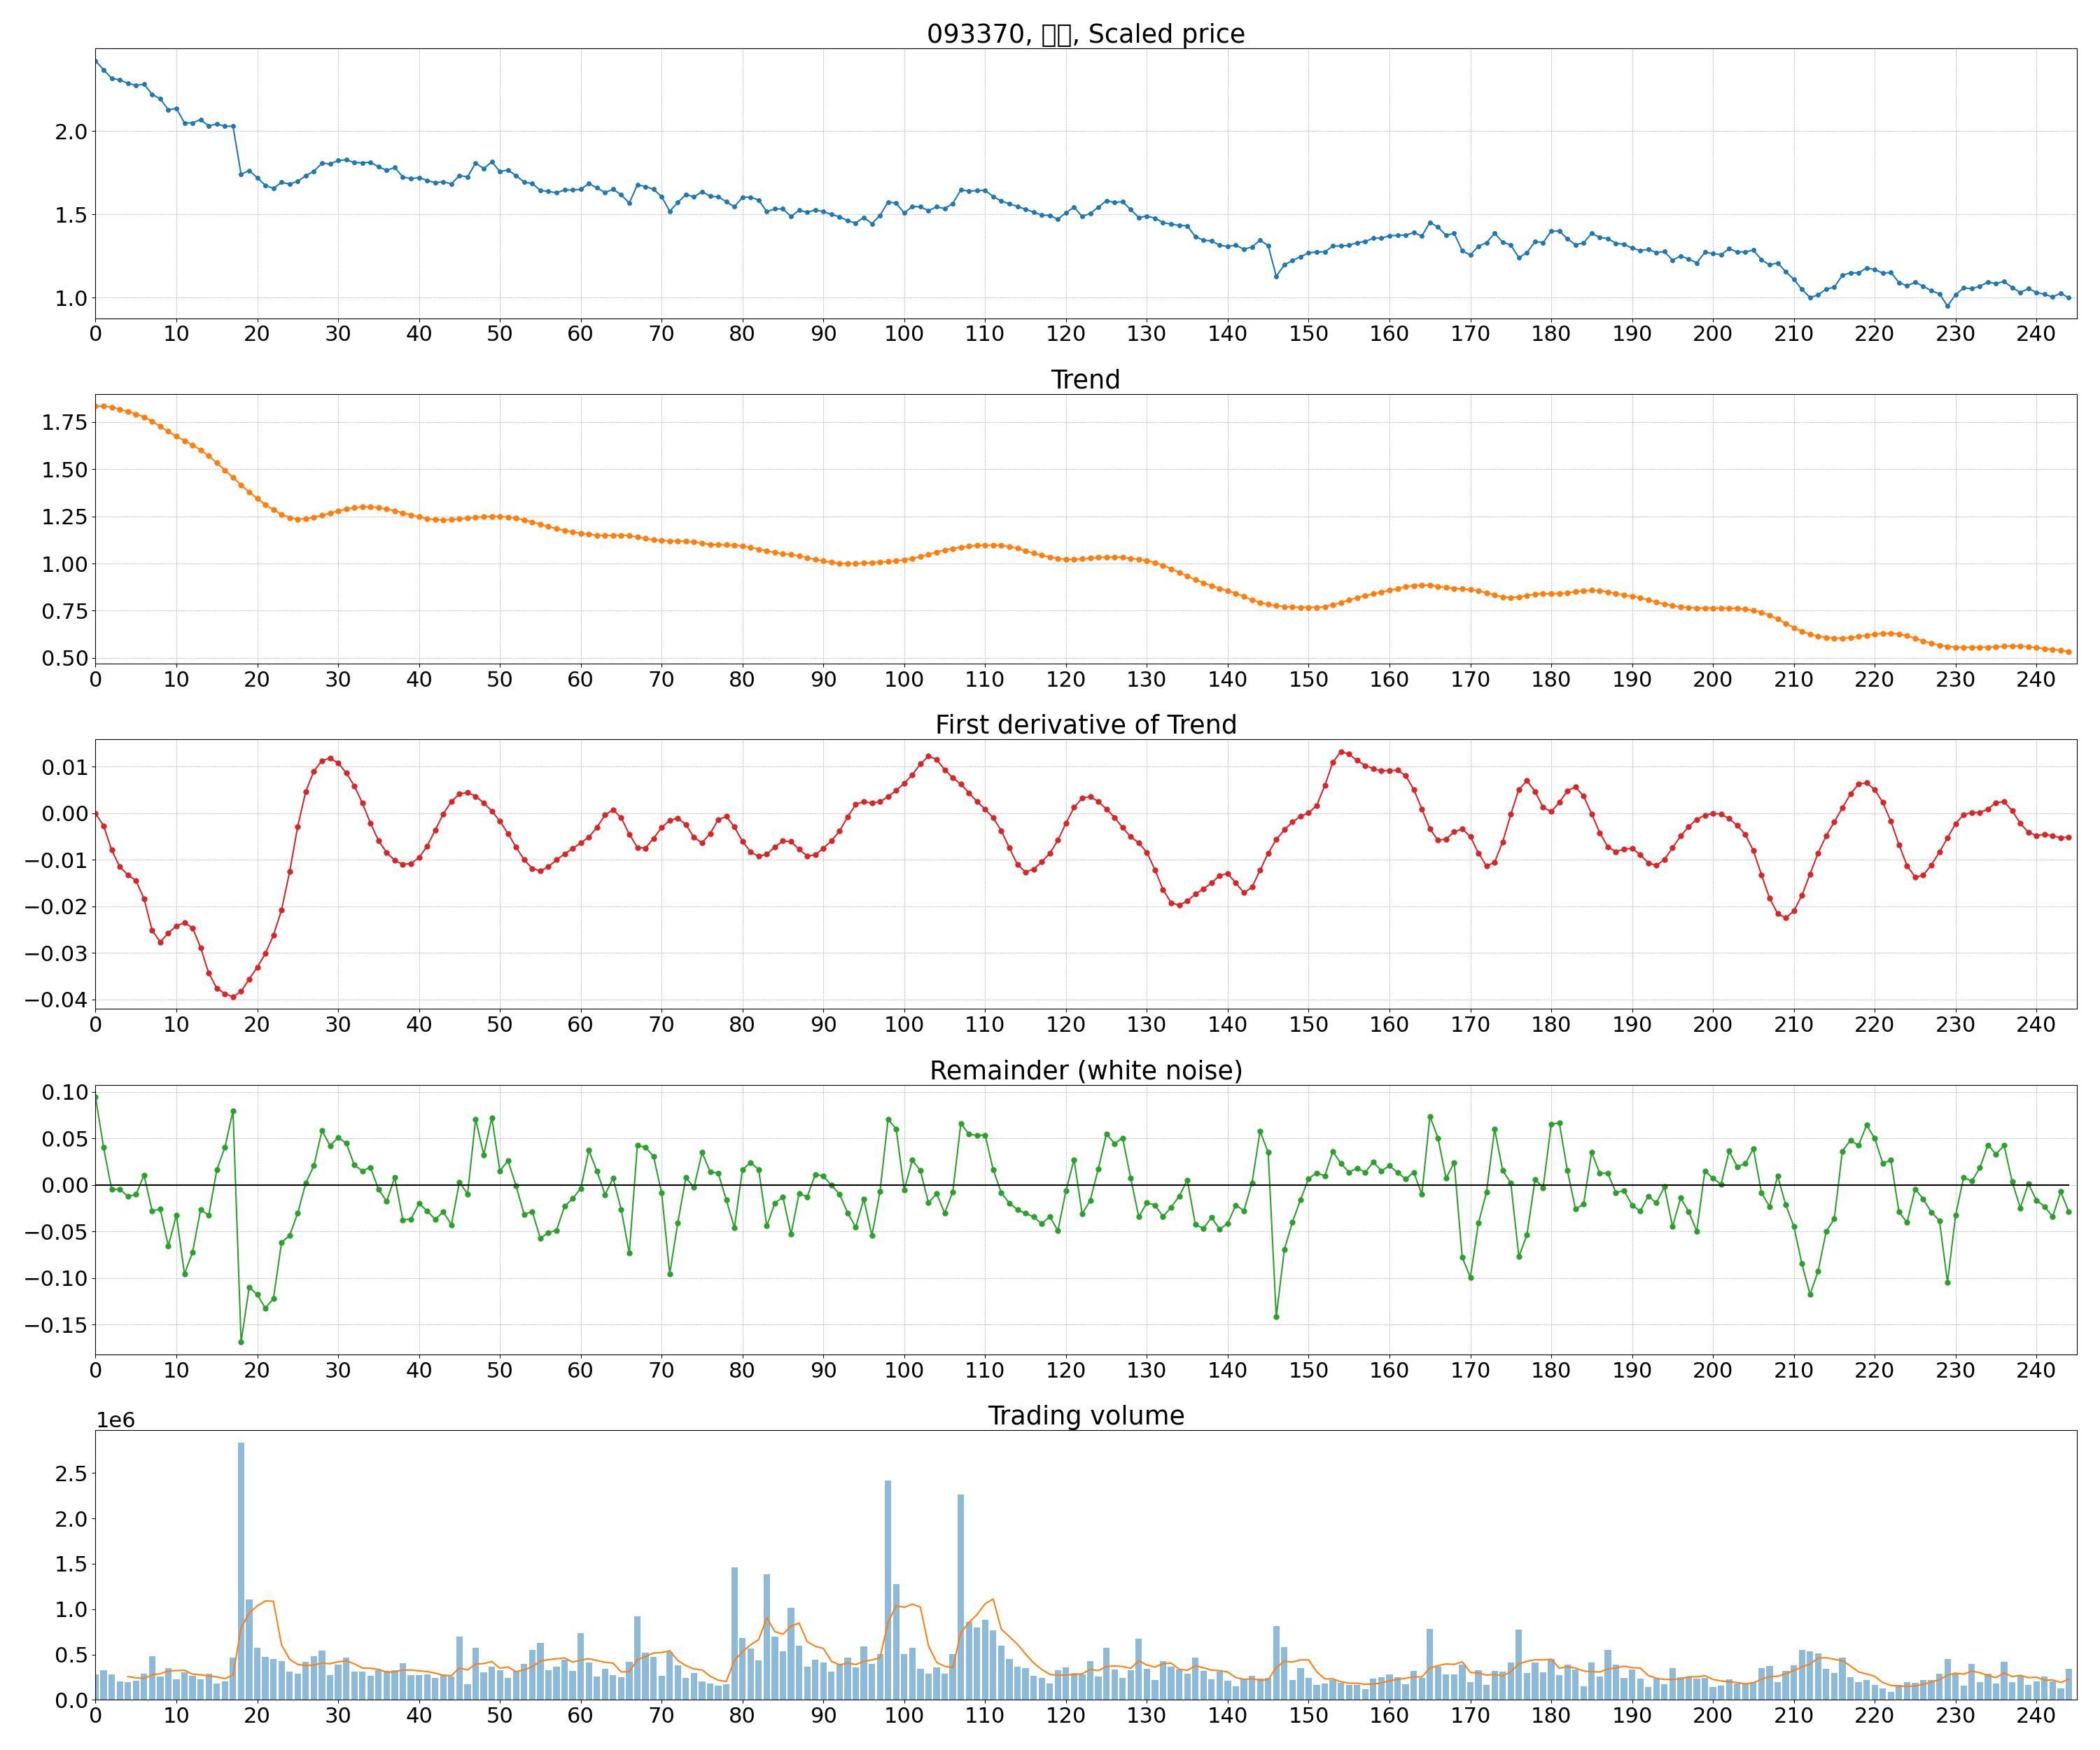 093370, , Scaled price
2.0
1.5
1.0
0 10 20 30 40 50 60 70 80 90 100 110 120 130 140 150 160 170 180 190 200 210 220 230 240
Trend
1.75
1.50
1.25
1.00
0.75
0.50
0 10 20 30 40 50 60 70 80 90 100 110 120 130 140 150 160 170 180 190 200 210 220 230 240
First derivative of Trend
0.01
0.00
−0.01
−0.02
−0.03
−0.04
0 10 20 30 40 50 60 70 80 90 100 110 120 130 140 150 160 170 180 190 200 210 220 230 240
Remainder (white noise)
0.10
0.05
0.00
−0.05
−0.10
−0.15
0 10 20 30 40 50 60 70 80 90 100 110 120 130 140 150 160 170 180 190 200 210 220 230 240
Trading volume
1e6
2.5
2.0
1.5
1.0
0.5
0.0
0 10 20 30 40 50 60 70 80 90 100 110 120 130 140 150 160 170 180 190 200 210 220 230 240